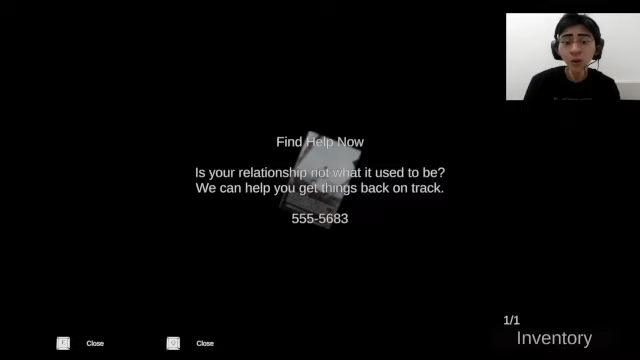 Find Help Now
Is your relationship not what it used to be?
We can help you get things back on track.
555-5683
1/1
Inventory
Close
Close